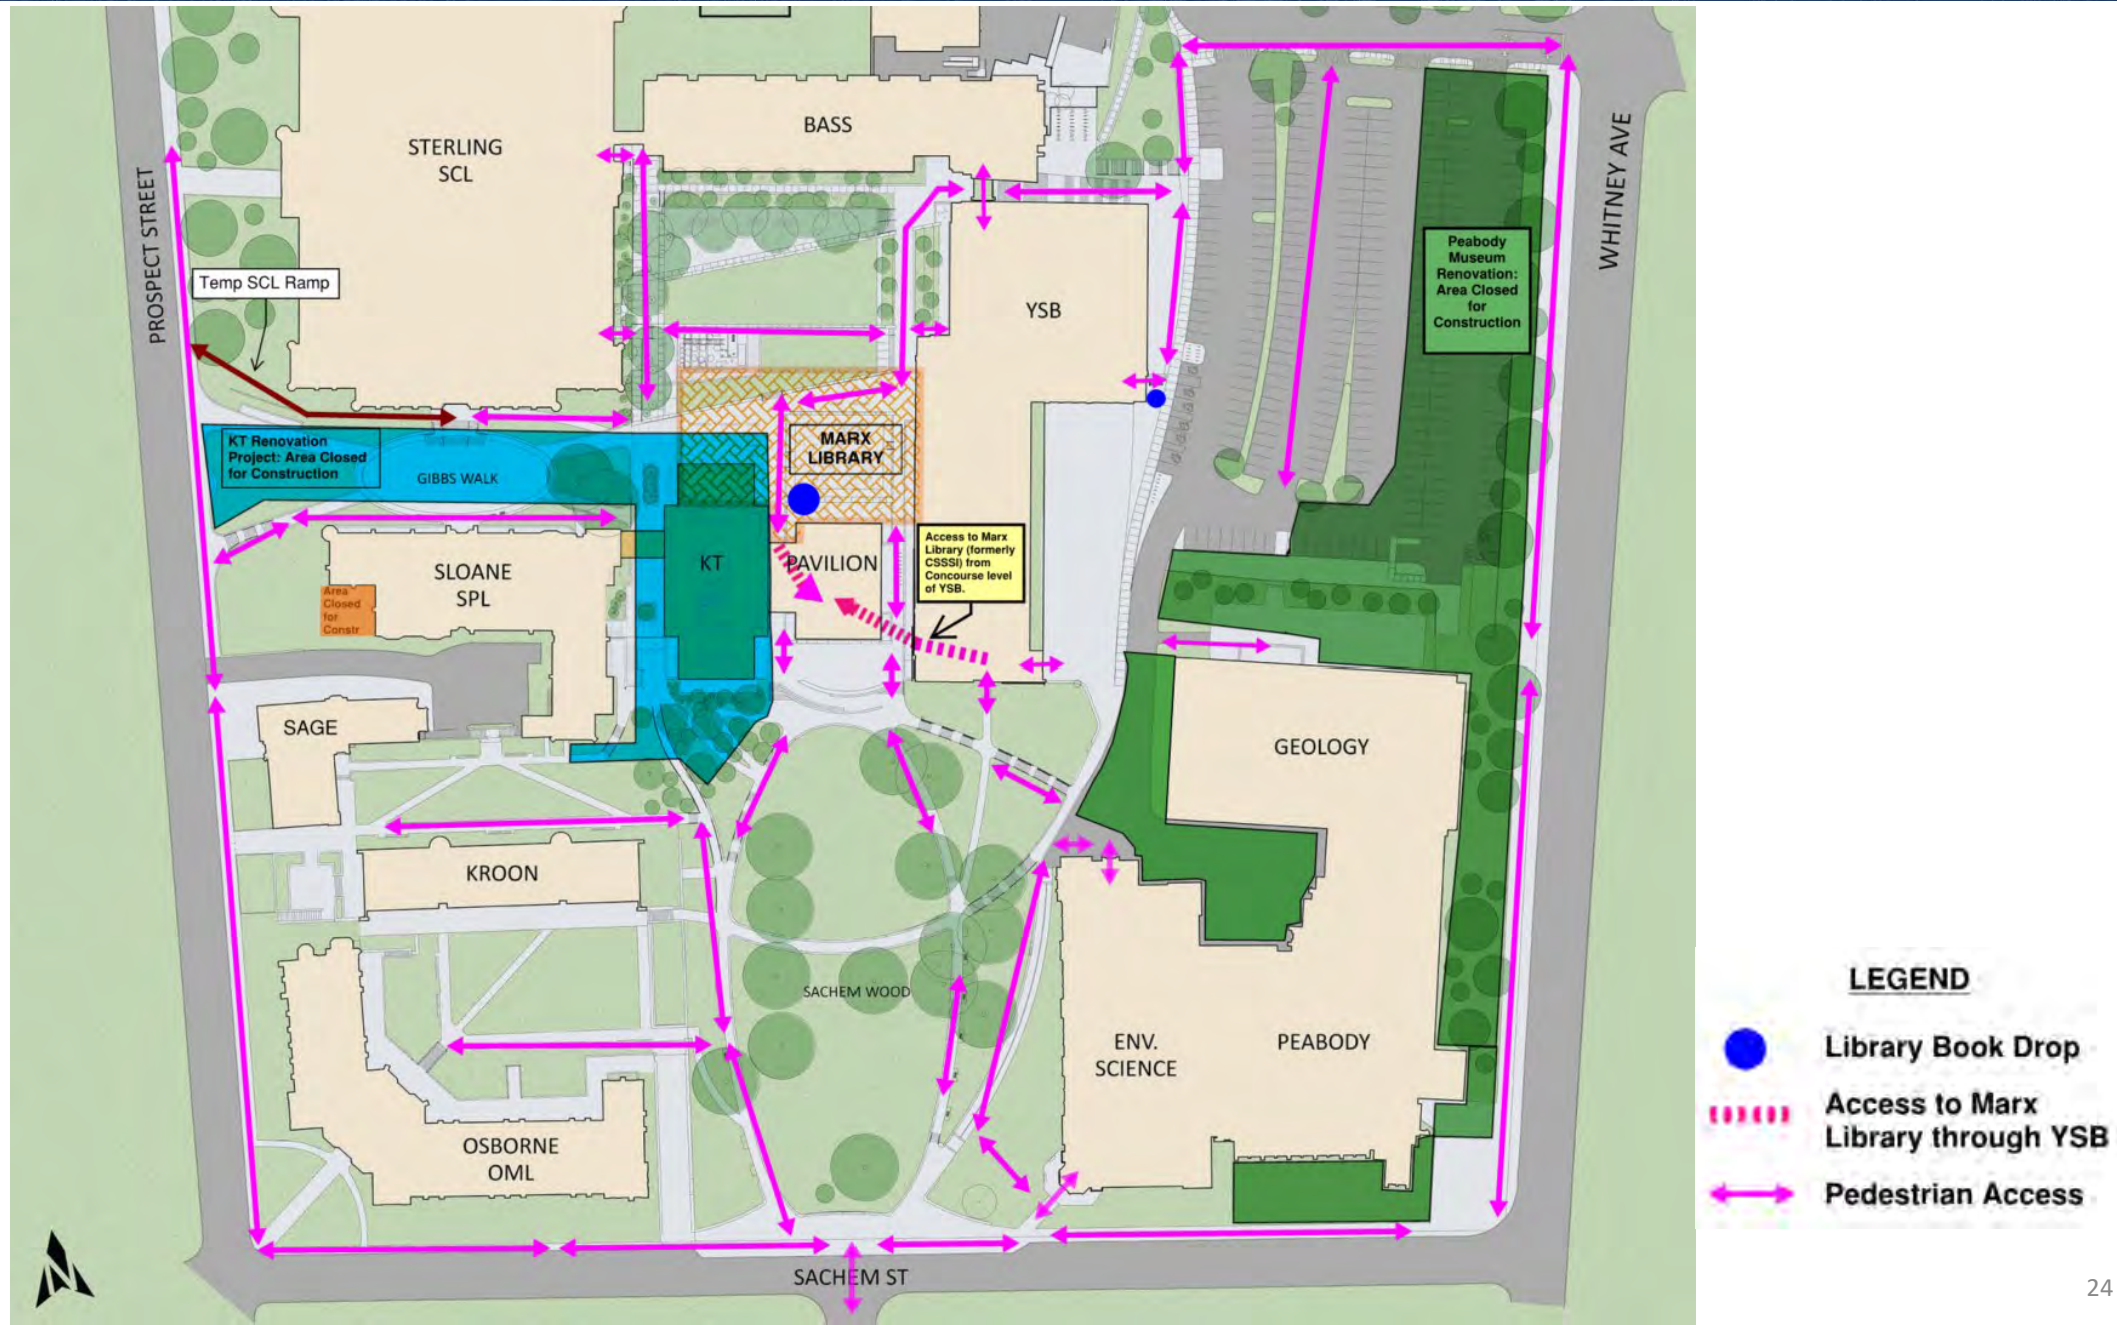 BASS
STERLING
SCL
WHITNEY AVE
PROSPECT STREET
Temp SCL Ramp
YSB
Peabody
Museum
Renovation:
Area Closed
for
Construction
KT Renovation
Project: Area Closed
for Construction
GIBBS WALK
MARX
LIBRARY
SLOANE
SPL
KT
PAVILION
Access to Marx
Library (formerly
CSSSI) from
Concourse level
of YSB.
Area
Closed
for
Constr
SAGE
GEOLOGY
KROON
SACHEM WOOD
ENV.
SCIENCE
PEABODY
OSBORNE
OML
SACHEM ST
LEGEND
Library Book Drop
Access to Marx
Library through YSB
Pedestrian Access
24